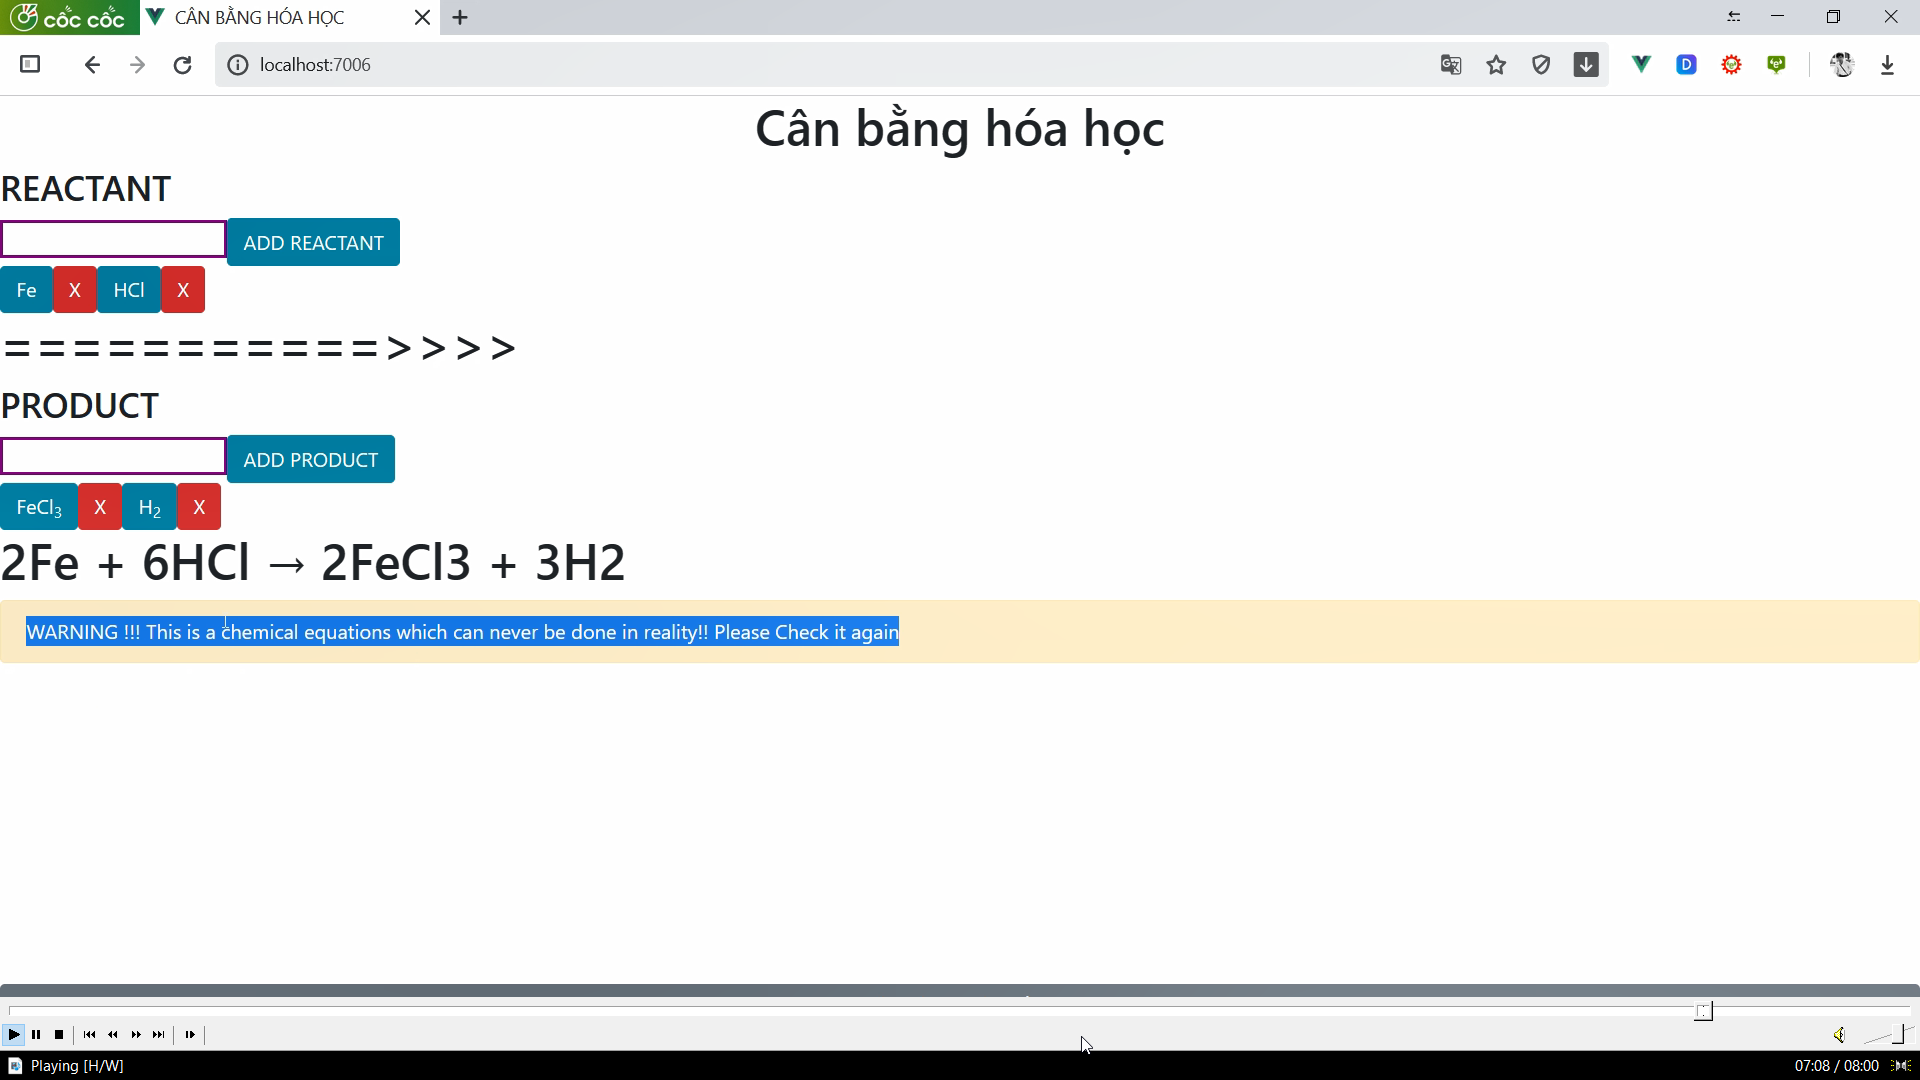 cốc cốc
CÂN BẰNG HÓA HỌC
localhost:7006
D
Cân bằng hóa học
REACTANT
ADD REACTANT
Fe X HCl X
===========>>>>
PRODUCT
ADD PRODUCT
FeCl₃ X H₂ X
2Fe + 6HCl → 2FeCl3 + 3H2
WARNING !!! This is a chemical equations which can never be done in reality!! Please Check it again
Playing [H/W]
07:08 / 08:00